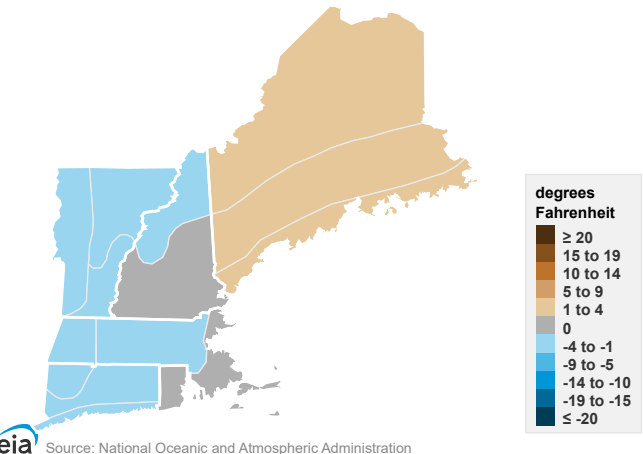 degrees
Fahrenheit
≥ 20
15 to 19
10 to 14
5 to 9
1 to 4
0
-4 to -1
-9 to -5
-14 to -10
-19 to -15
≤ -20
eia Source: National Oceanic and Atmospheric Administration